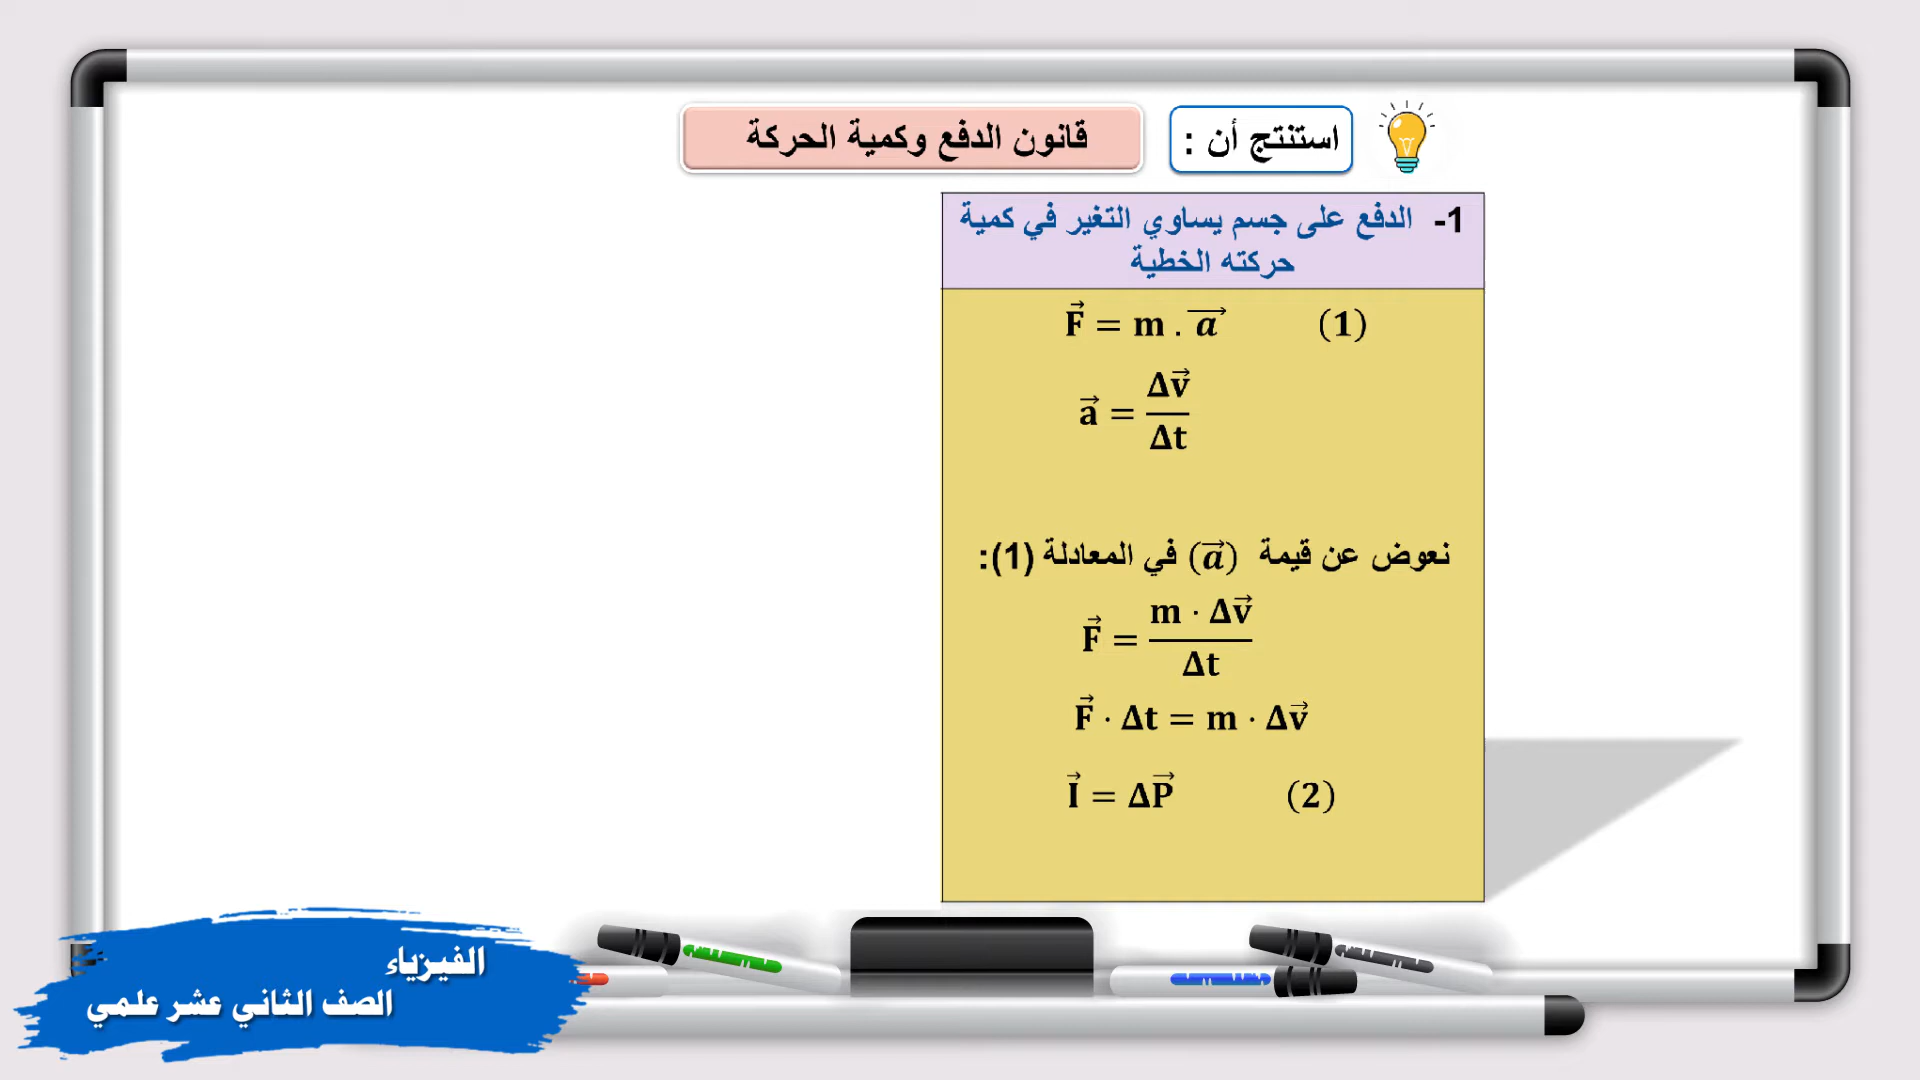 استنتج أن :
قانون الدفع وكمية الحركة
1- الدفع على جسم يساوي التغير في كمية
حركته الخطية
F⃗ = m . a⃗ (1)
a⃗ = Δv⃗ / Δt
نعوض عن قيمة (a⃗) في المعادلة (1):
F⃗ = m · Δv⃗ / Δt
F⃗ · Δt = m · Δv⃗
I⃗ = ΔP⃗ (2)
الفيزياء
الصف الثاني عشر علمي